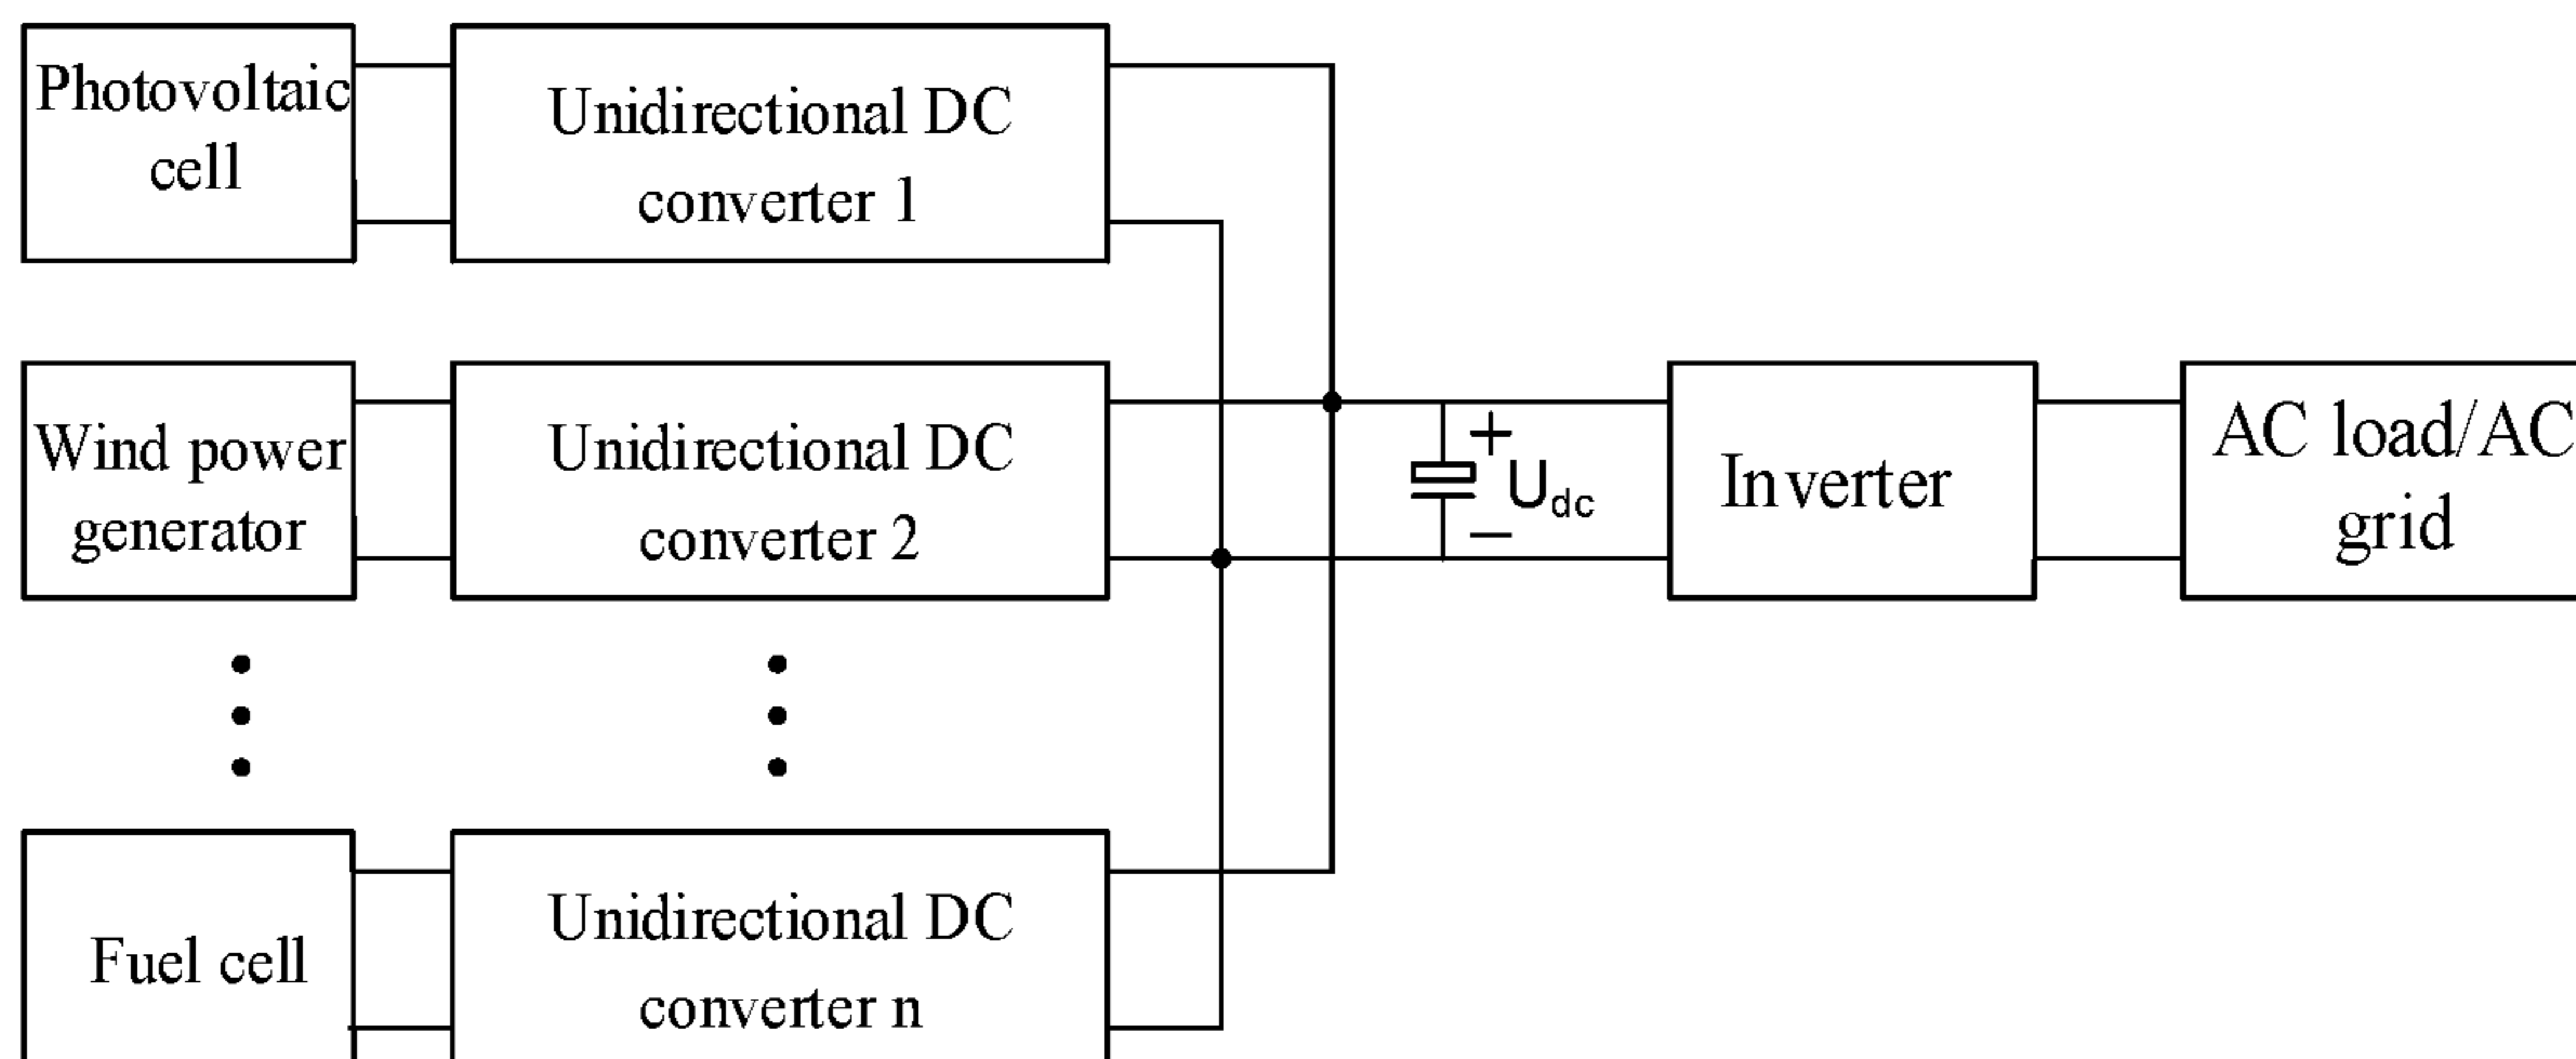 Photovoltaic
cell
Unidirectional DC
converter 1
Wind power
generator
Unidirectional DC
converter 2
+
U_dc
−
Inverter
AC load/AC
grid
Fuel cell
Unidirectional DC
converter n